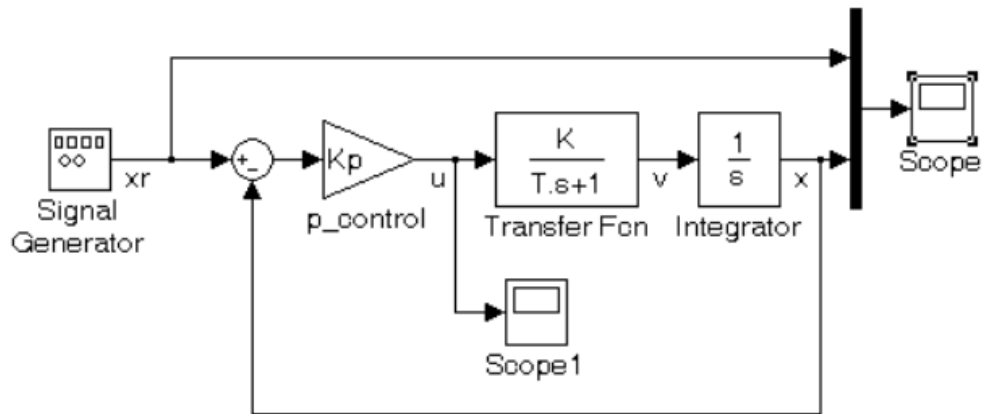 Signal
Generator
xr
+
−
Kp
p_control
u
K
T.s+1
Transfer Fcn
v
1
s
Integrator
x
Scope
Scope1